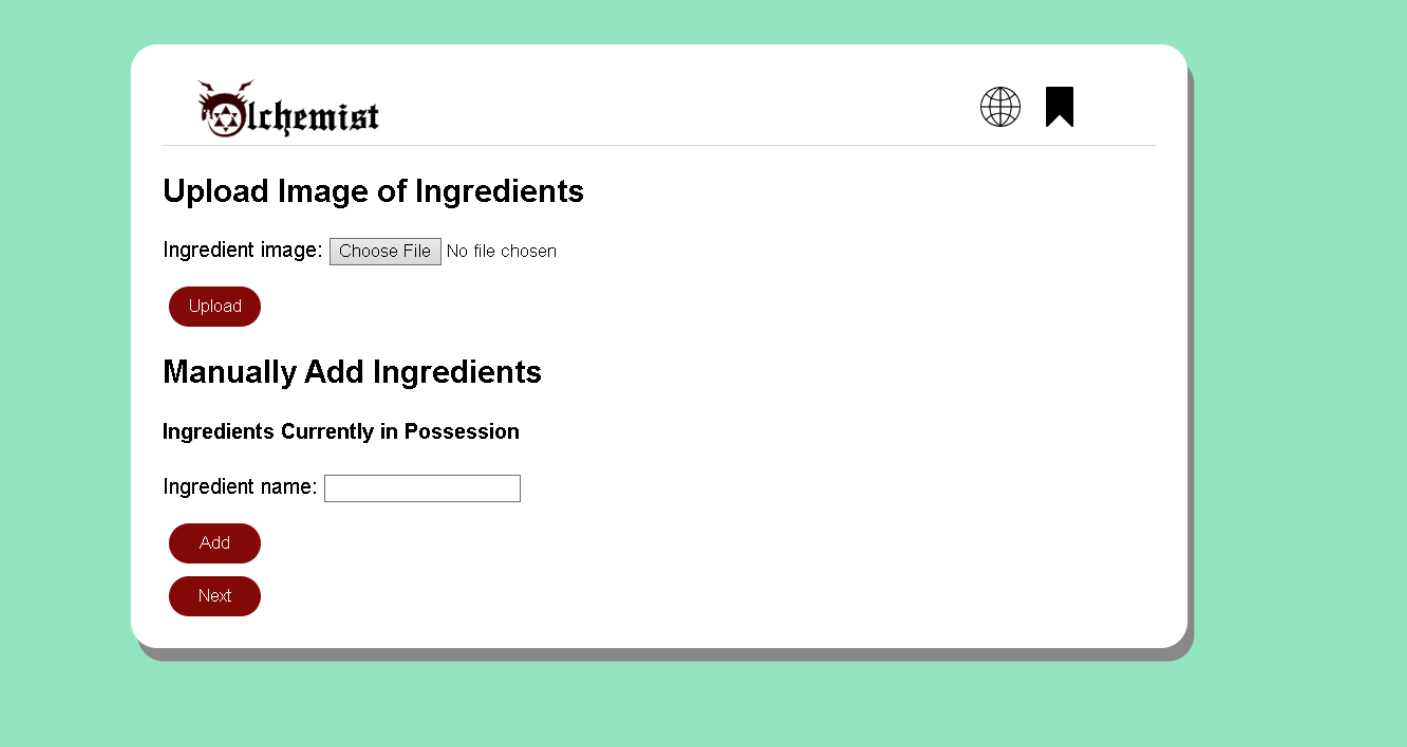 Olchemist
Upload Image of Ingredients
Ingredient image: Choose File No file chosen
Upload
Manually Add Ingredients
Ingredients Currently in Possession
Ingredient name:
Add
Next